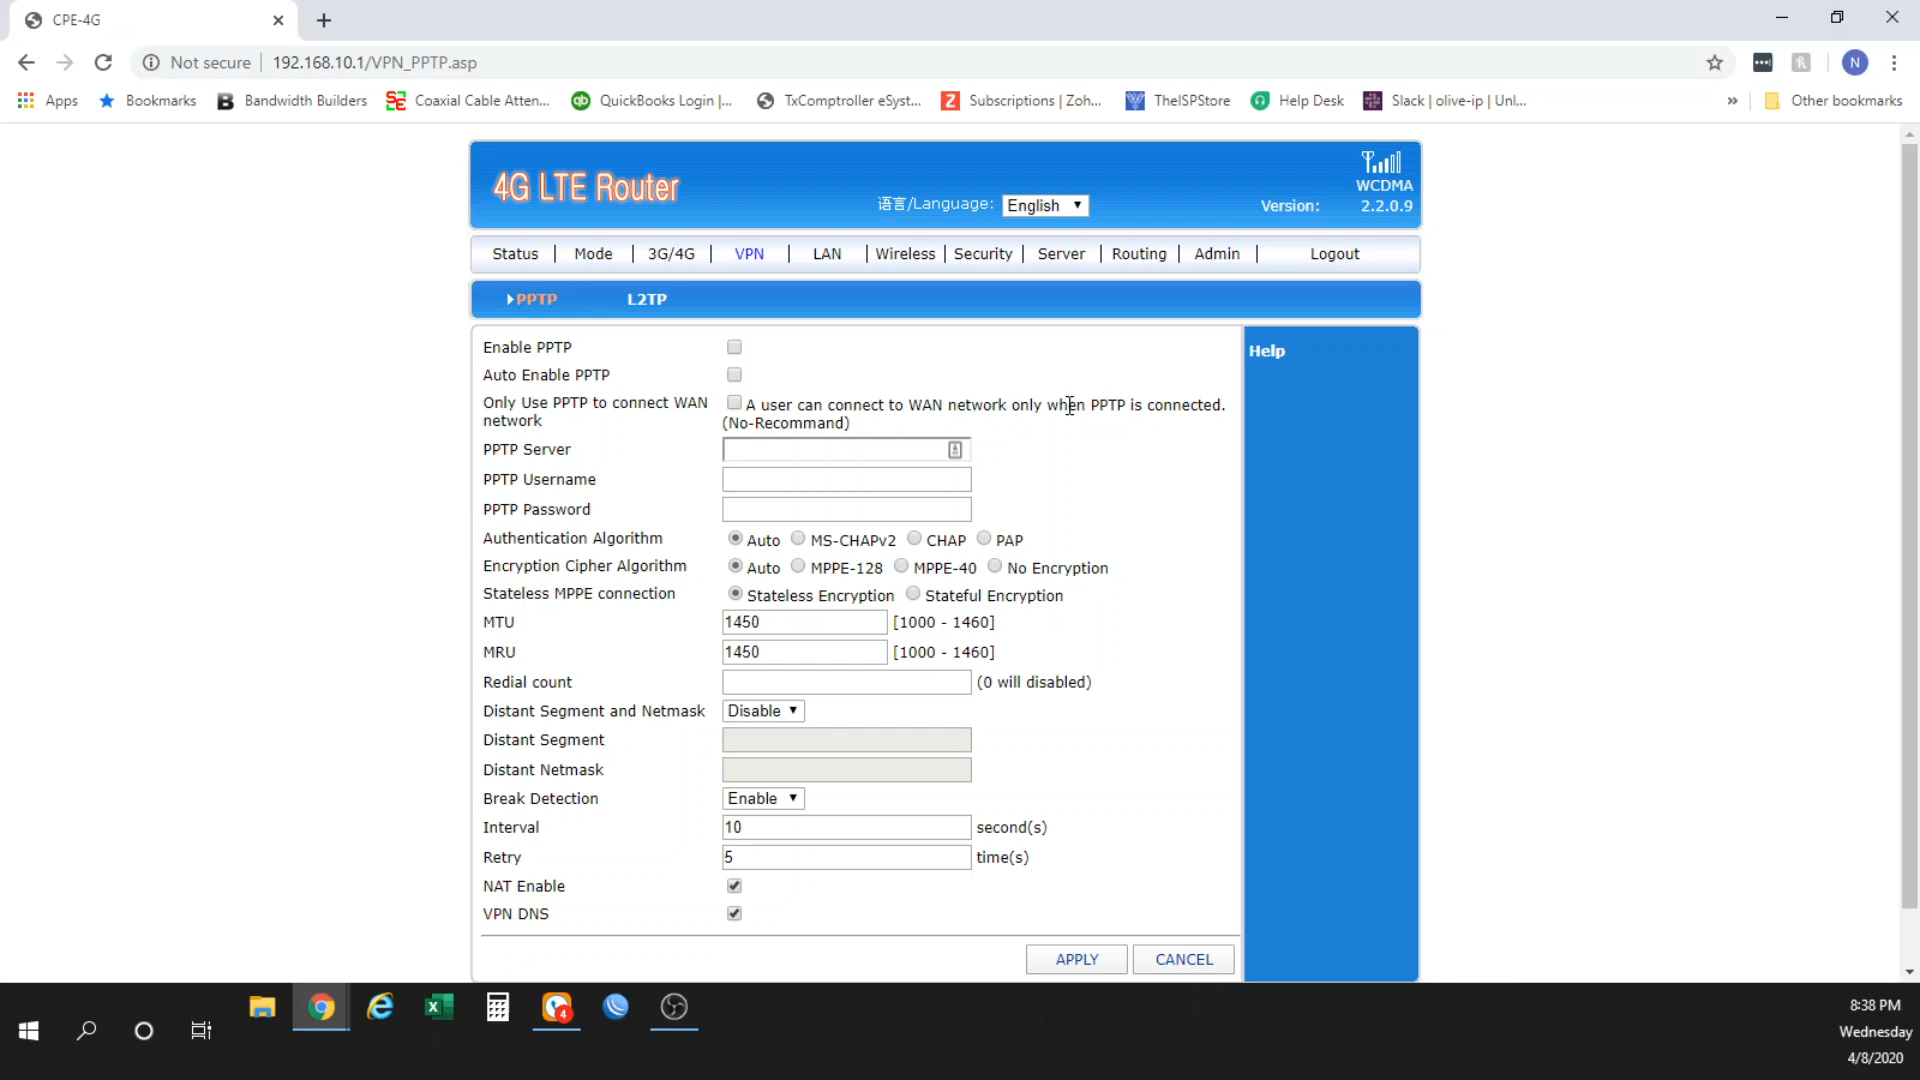 CPE-4G
Not secure
192.168.10.1/VPN_PPTP.asp
N
Apps
Bookmarks
Bandwidth Builders
Coaxial Cable Atten...
QuickBooks Login |...
TxComptroller eSyst...
Subscriptions | Zoh...
TheISPStore
Help Desk
Slack | olive-ip | Unl...
»
Other bookmarks
4G LTE Router
语言/Language:
English
WCDMA
Version: 2.2.0.9
Status | Mode | 3G/4G | VPN | LAN | Wireless | Security | Server | Routing | Admin | Logout
PPTP
L2TP
Help
Enable PPTP
Auto Enable PPTP
Only Use PPTP to connect WAN network
A user can connect to WAN network only when PPTP is connected.
(No-Recommand)
PPTP Server
PPTP Username
PPTP Password
Authentication Algorithm Auto MS-CHAPv2 CHAP PAP
Encryption Cipher Algorithm Auto MPPE-128 MPPE-40 No Encryption
Stateless MPPE connection Stateless Encryption Stateful Encryption
MTU 1450 [1000 - 1460]
MRU 1450 [1000 - 1460]
Redial count (0 will disabled)
Distant Segment and Netmask Disable
Distant Segment
Distant Netmask
Break Detection Enable
Interval 10 second(s)
Retry 5 time(s)
NAT Enable
VPN DNS
APPLY
CANCEL
4
8:38 PM
Wednesday
4/8/2020